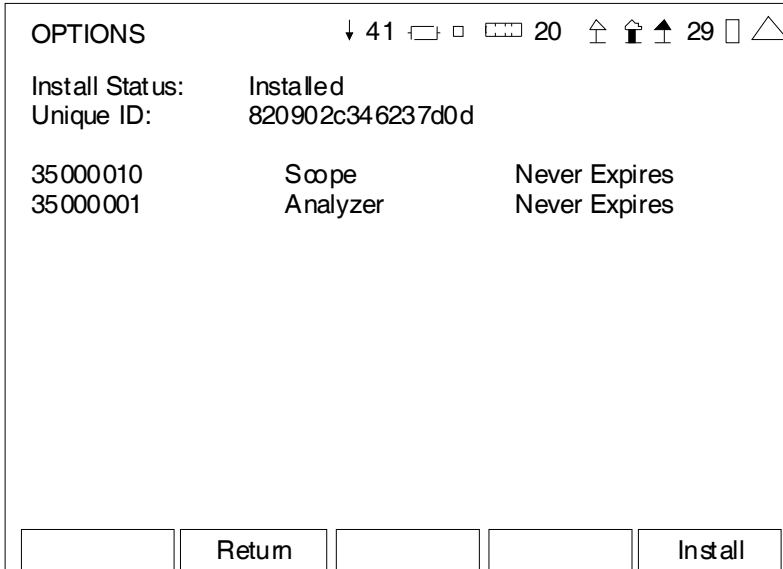 OPTIONS 41 20 29
Install Status: Installed
Unique ID: 820902c346237d0d
35000010 Scope Never Expires
35000001 Analyzer Never Expires
Return Install